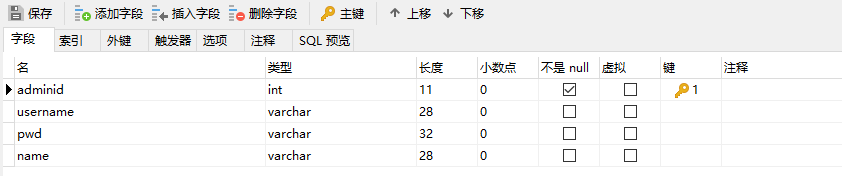 保存 添加字段 插入字段 删除字段 主键 上移 下移
字段 索引 外键 触发器 选项 注释 SQL 预览
名 类型 长度 小数点 不是 null 虚拟 键 注释
adminid int 11 0 1
username varchar 28 0
pwd varchar 32 0
name varchar 28 0